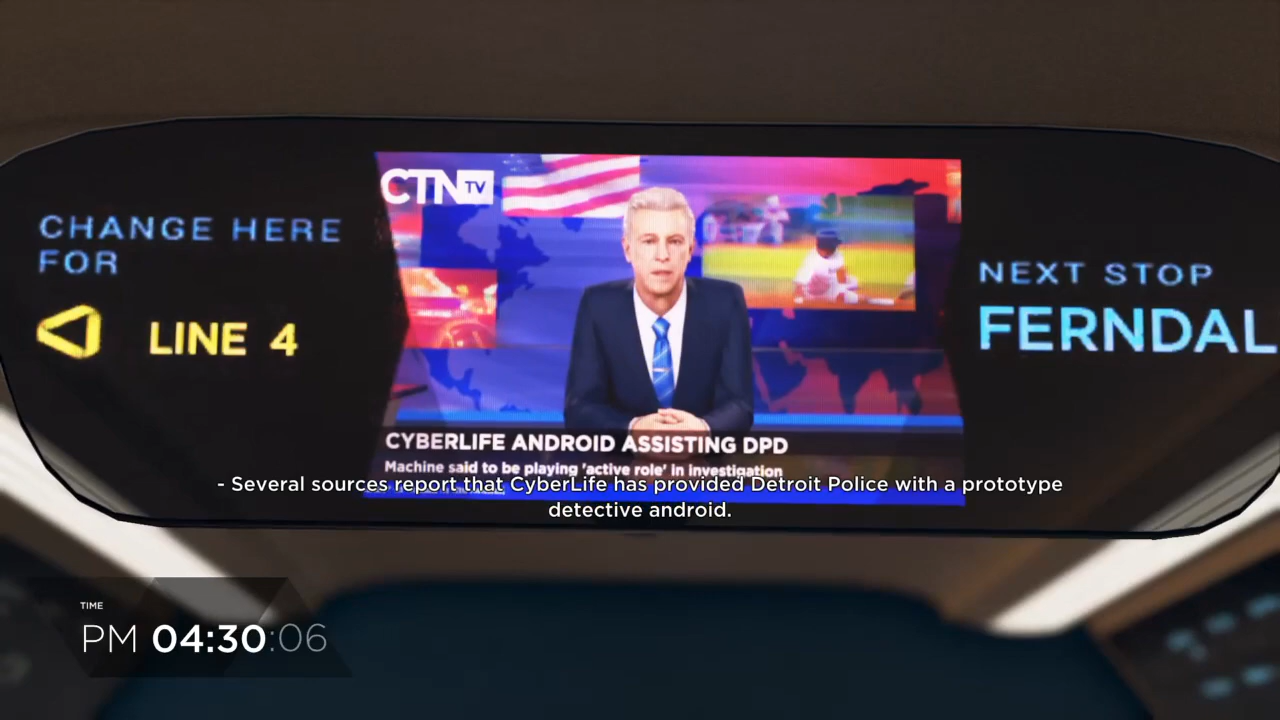 CTN TV
CHANGE HERE
FOR
LINE 4
NEXT STOP
FERNDAL
CYBERLIFE ANDROID ASSISTING DPD
Machine said to be playing 'active role' in investigation
- Several sources report that CyberLife has provided Detroit Police with a prototype
detective android.
TIME
PM 04:30:06